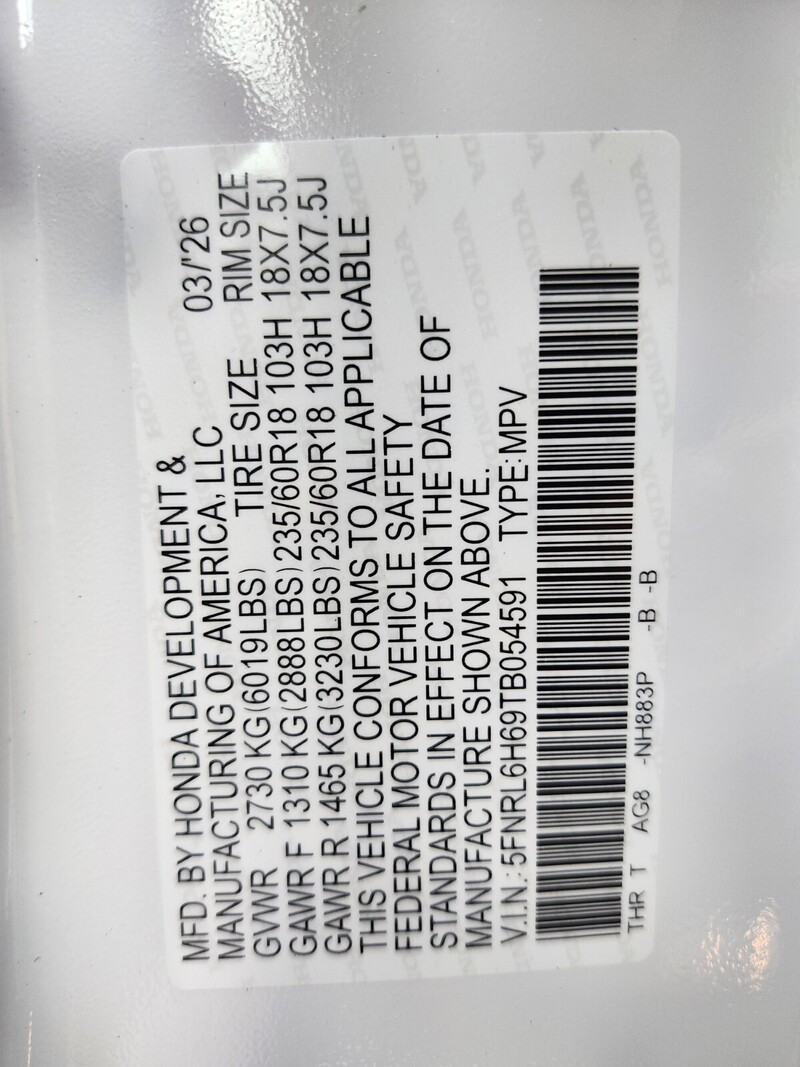 MFD. BY HONDA DEVELOPMENT &
MANUFACTURING OF AMERICA, LLC 03/'26
GVWR 2730 KG(6019LBS) TIRE SIZE RIM SIZE
GAWR F 1310 KG(2888LBS) 235/60R18 103H 18X7.5J
GAWR R 1465 KG(3230LBS) 235/60R18 103H 18X7.5J
THIS VEHICLE CONFORMS TO ALL APPLICABLE
FEDERAL MOTOR VEHICLE SAFETY
STANDARDS IN EFFECT ON THE DATE OF
MANUFACTURE SHOWN ABOVE.
V.I.N.: 5FNRL6H69TB054591 TYPE:MPV
THR T AG8 -NH883P -B -B